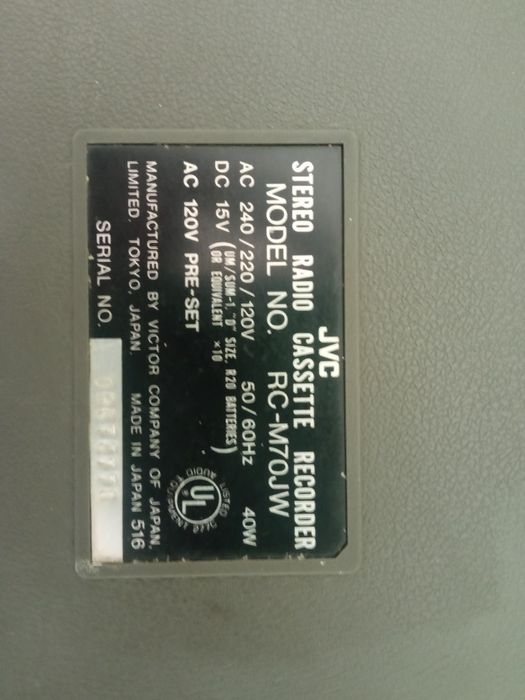 JVC
STEREO RADIO CASSETTE RECORDER
MODEL NO. RC-M70JW
AC 240/220/120V 50/60Hz 40W
DC 15V (UM/SUM-1, "D" SIZE, R20 BATTERIES
OR EQUIVALENT ×10)
AC 120V PRE-SET
UL
LISTED
AUDIO EQUIPMENT
MANUFACTURED BY VICTOR COMPANY OF JAPAN,
LIMITED. TOKYO, JAPAN. MADE IN JAPAN 516
SERIAL NO.